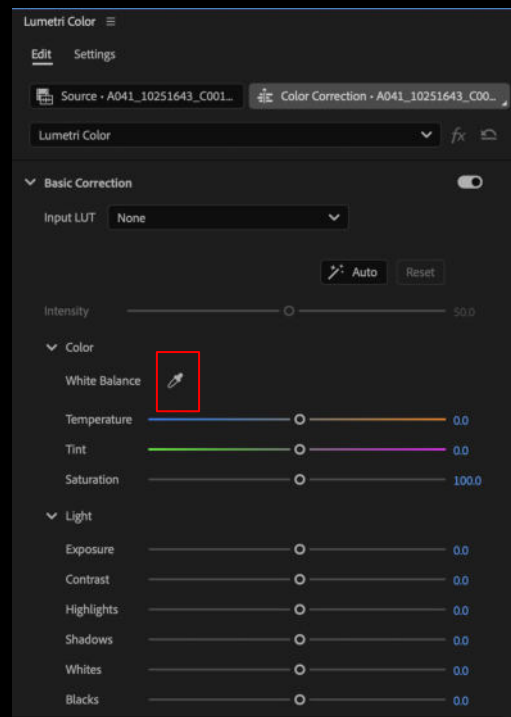 Lumetri Color
Edit Settings
Source • A041_10251643_C001... Color Correction • A041_10251643_C00...
Lumetri Color fx
Basic Correction
Input LUT None
Auto Reset
Intensity 50.0
Color
White Balance
Temperature 0.0
Tint 0.0
Saturation 100.0
Light
Exposure 0.0
Contrast 0.0
Highlights 0.0
Shadows 0.0
Whites 0.0
Blacks 0.0